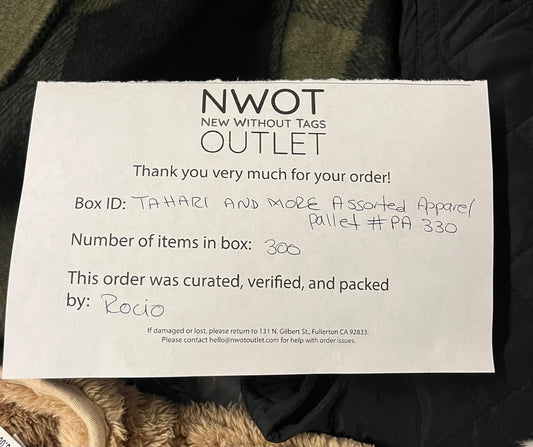 NWOT
NEW WITHOUT TAGS
OUTLET
Thank you very much for your order!
Box ID: TAHARI AND MORE Assorted Apparel
pallet #PA 330
Number of items in box: 300
This order was curated, verified, and packed
by: Rocio
If damaged or lost, please return to 131 N. Gilbert St., Fullerton CA 92833.
Please contact hello@nwotoutlet.com for help with order issues.